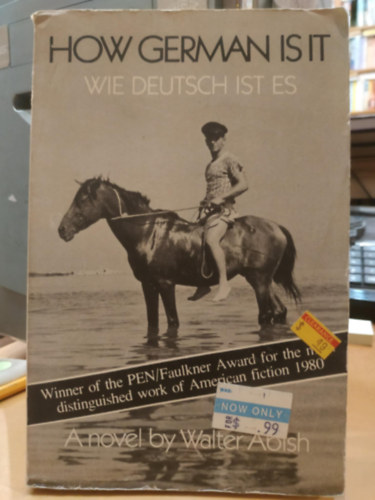 HOW GERMAN IS IT
WIE DEUTSCH IST ES
Winner of the PEN/Faulkner Award for the
distinguished work of American fiction 1980
NOW ONLY
.99
A novel by Walter Abish